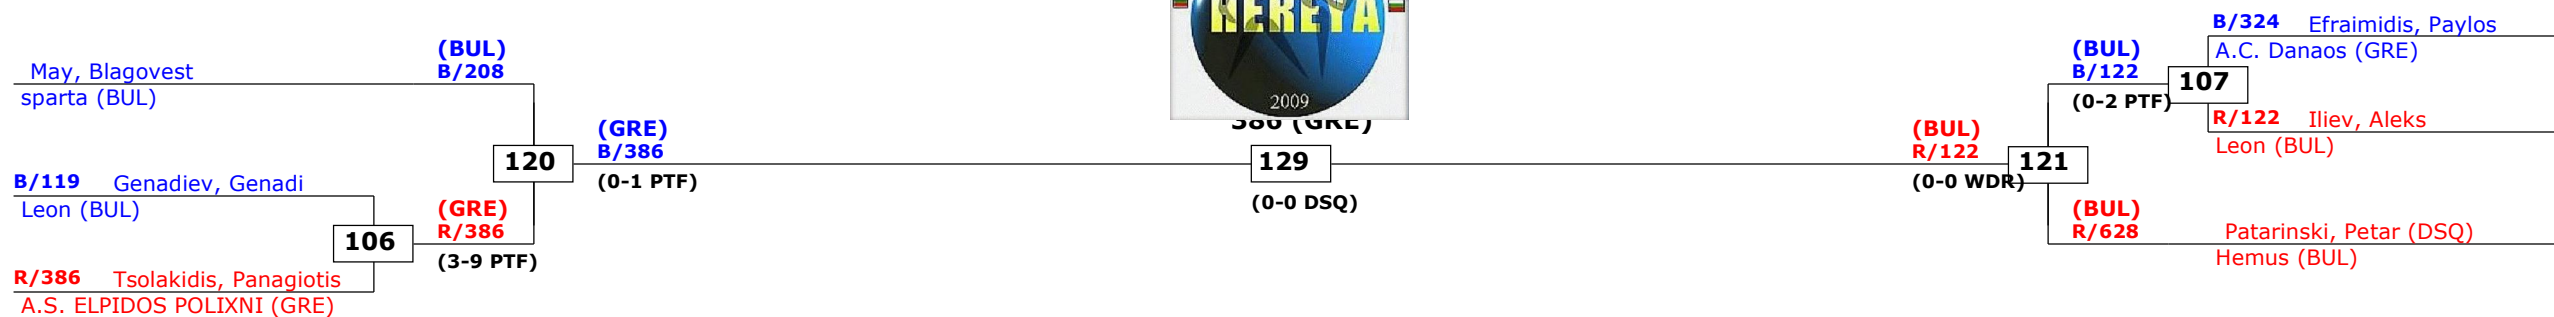 May, Blagovest
sparta (BUL)
(BUL)
B/208
B/119 Genadiev, Genadi
Leon (BUL)
106
R/386 Tsolakidis, Panagiotis
A.S. ELPIDOS POLIXNI (GRE)
(GRE)
R/386
(3-9 PTF)
120
(GRE)
B/386
(0-1 PTF)
HEREYA
2009
386 (GRE)
129
(0-0 DSQ)
(BUL)
R/122
(0-0 WDR)
121
(BUL)
B/122
(0-2 PTF)
107
B/324 Efraimidis, Paylos
A.C. Danaos (GRE)
R/122 Iliev, Aleks
Leon (BUL)
(BUL)
R/628
Patarinski, Petar (DSQ)
Hemus (BUL)